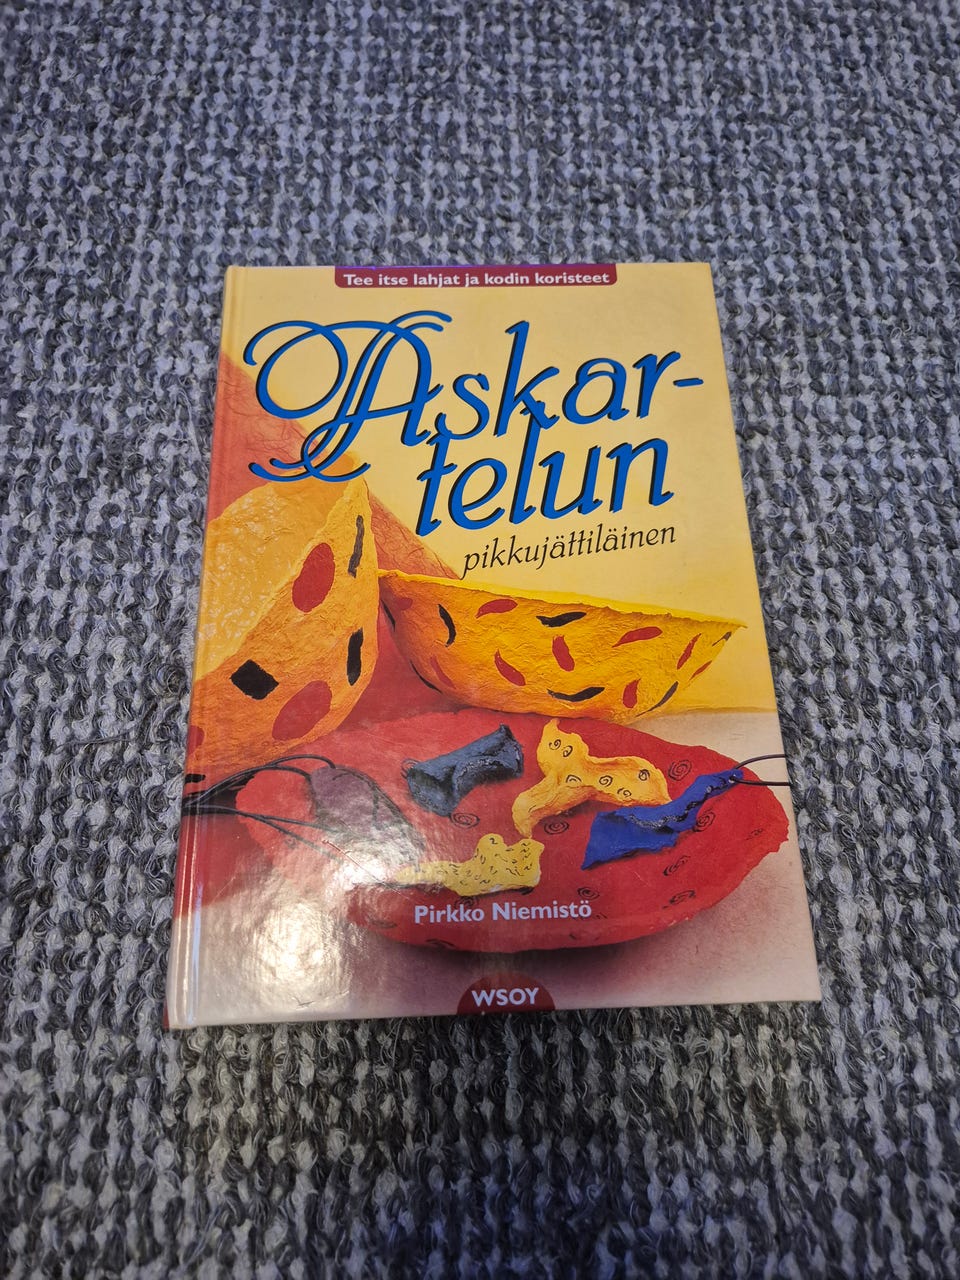 Tee itse lahjat ja kodin koristeet
Askar-
telun
pikkujättiläinen
Pirkko Niemistö
WSOY